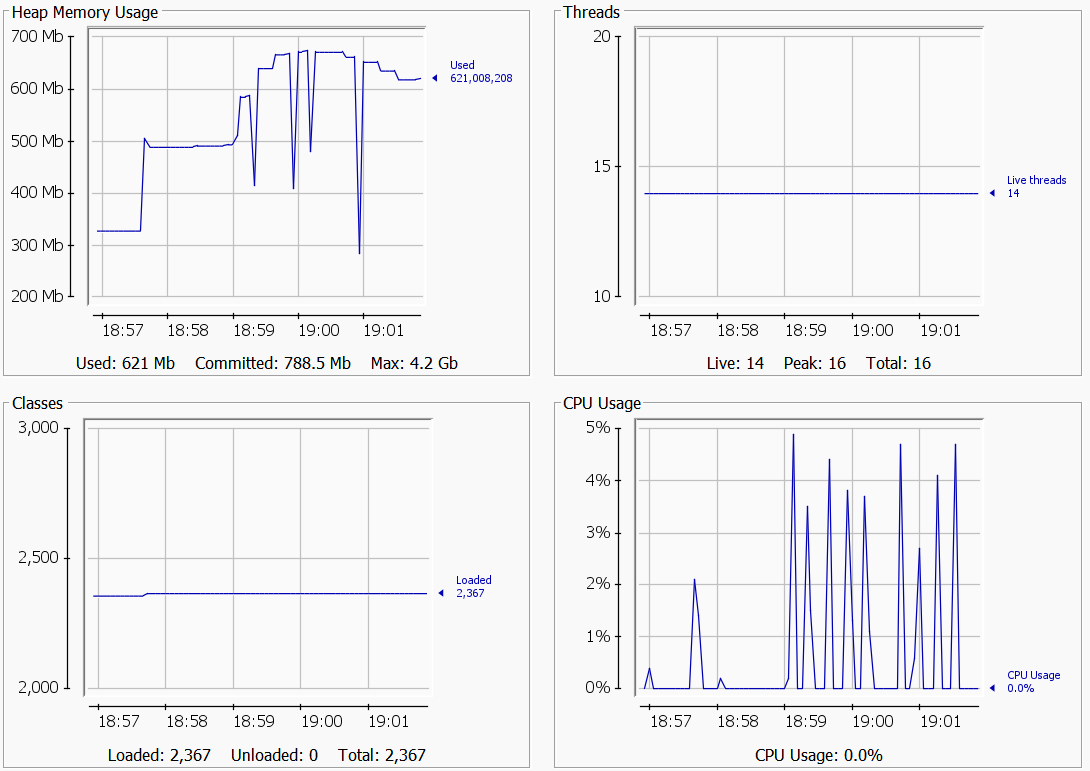 Heap Memory Usage
700 Mb
600 Mb
500 Mb
400 Mb
300 Mb
200 Mb
Used
621,008,208
18:57 18:58 18:59 19:00 19:01
Used: 621 Mb Committed: 788.5 Mb Max: 4.2 Gb
Threads
20
15
10
Live threads
14
18:57 18:58 18:59 19:00 19:01
Live: 14 Peak: 16 Total: 16
Classes
3,000
2,500
2,000
Loaded
2,367
18:57 18:58 18:59 19:00 19:01
Loaded: 2,367 Unloaded: 0 Total: 2,367
CPU Usage
5%
4%
3%
2%
1%
0%
CPU Usage
0.0%
18:57 18:58 18:59 19:00 19:01
CPU Usage: 0.0%